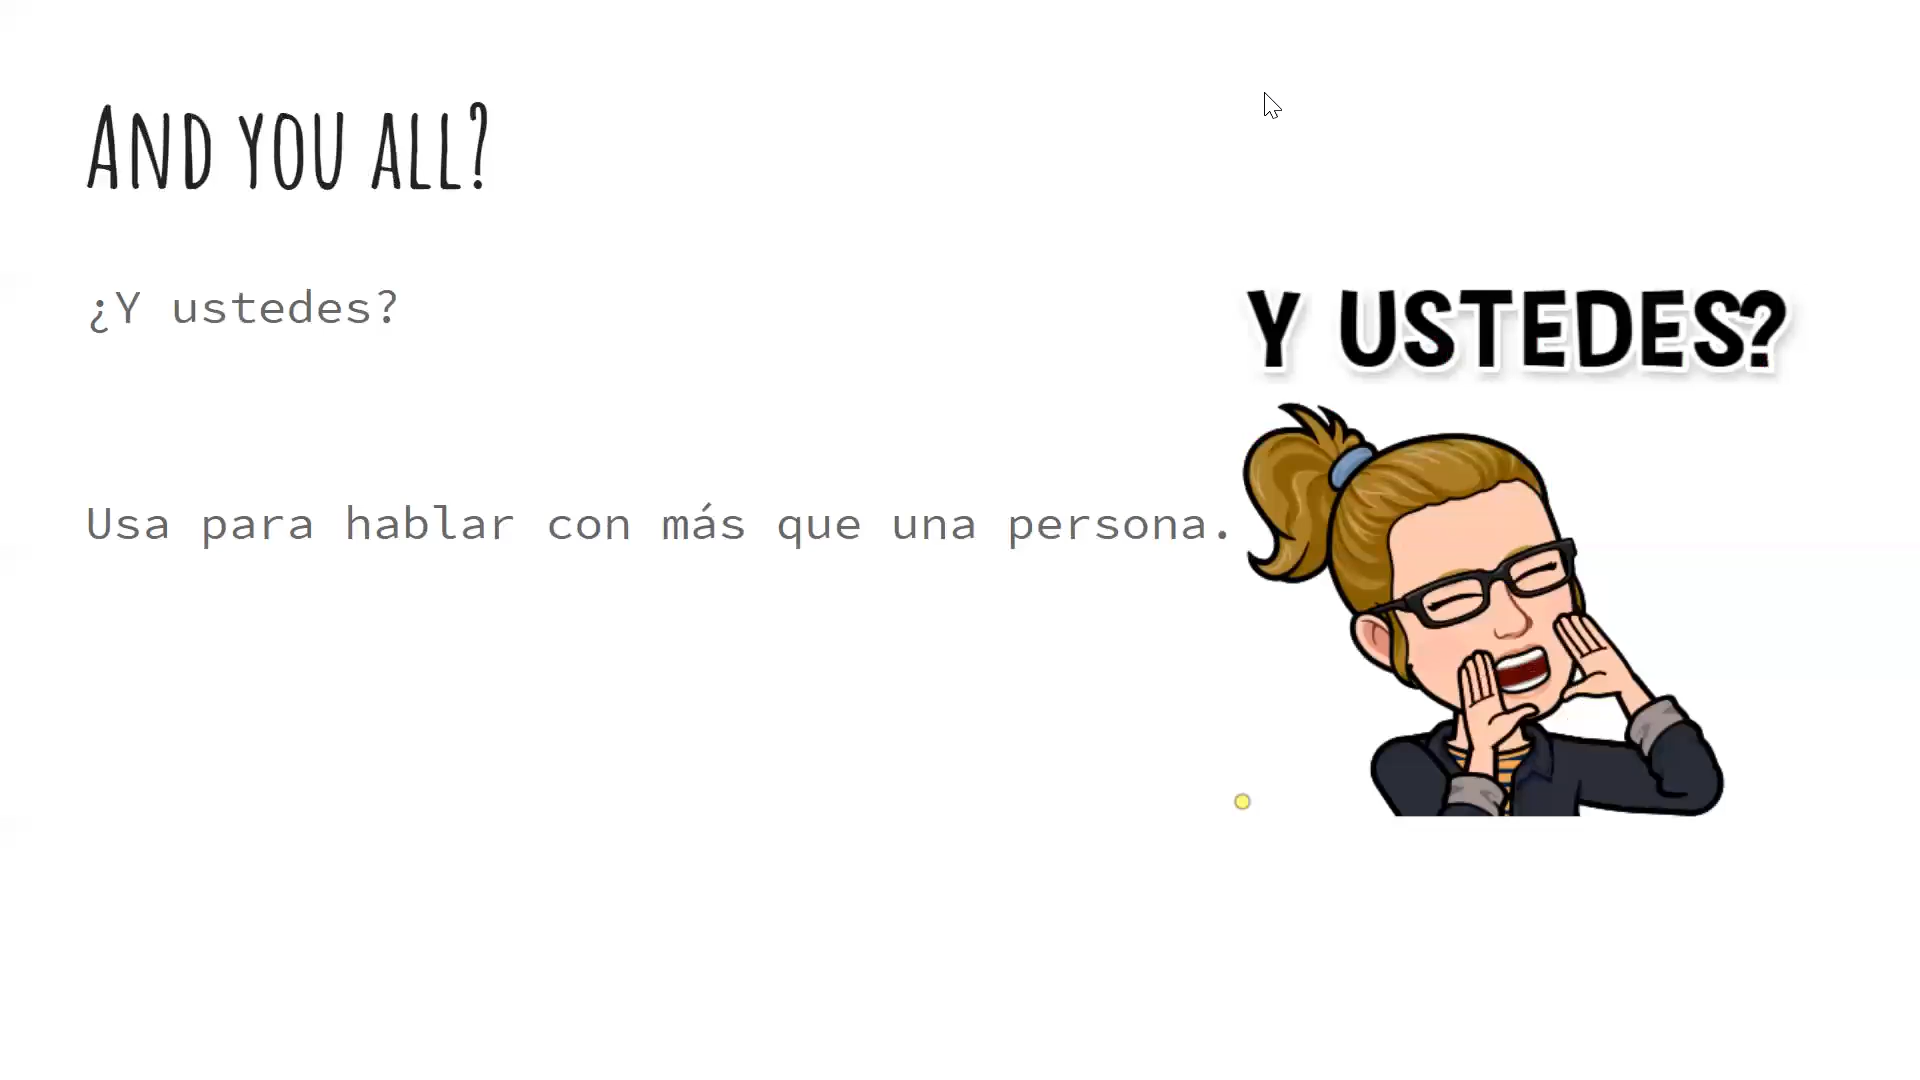 And you all?
¿Y ustedes?
Y USTEDES?
Usa para hablar con más que una persona.